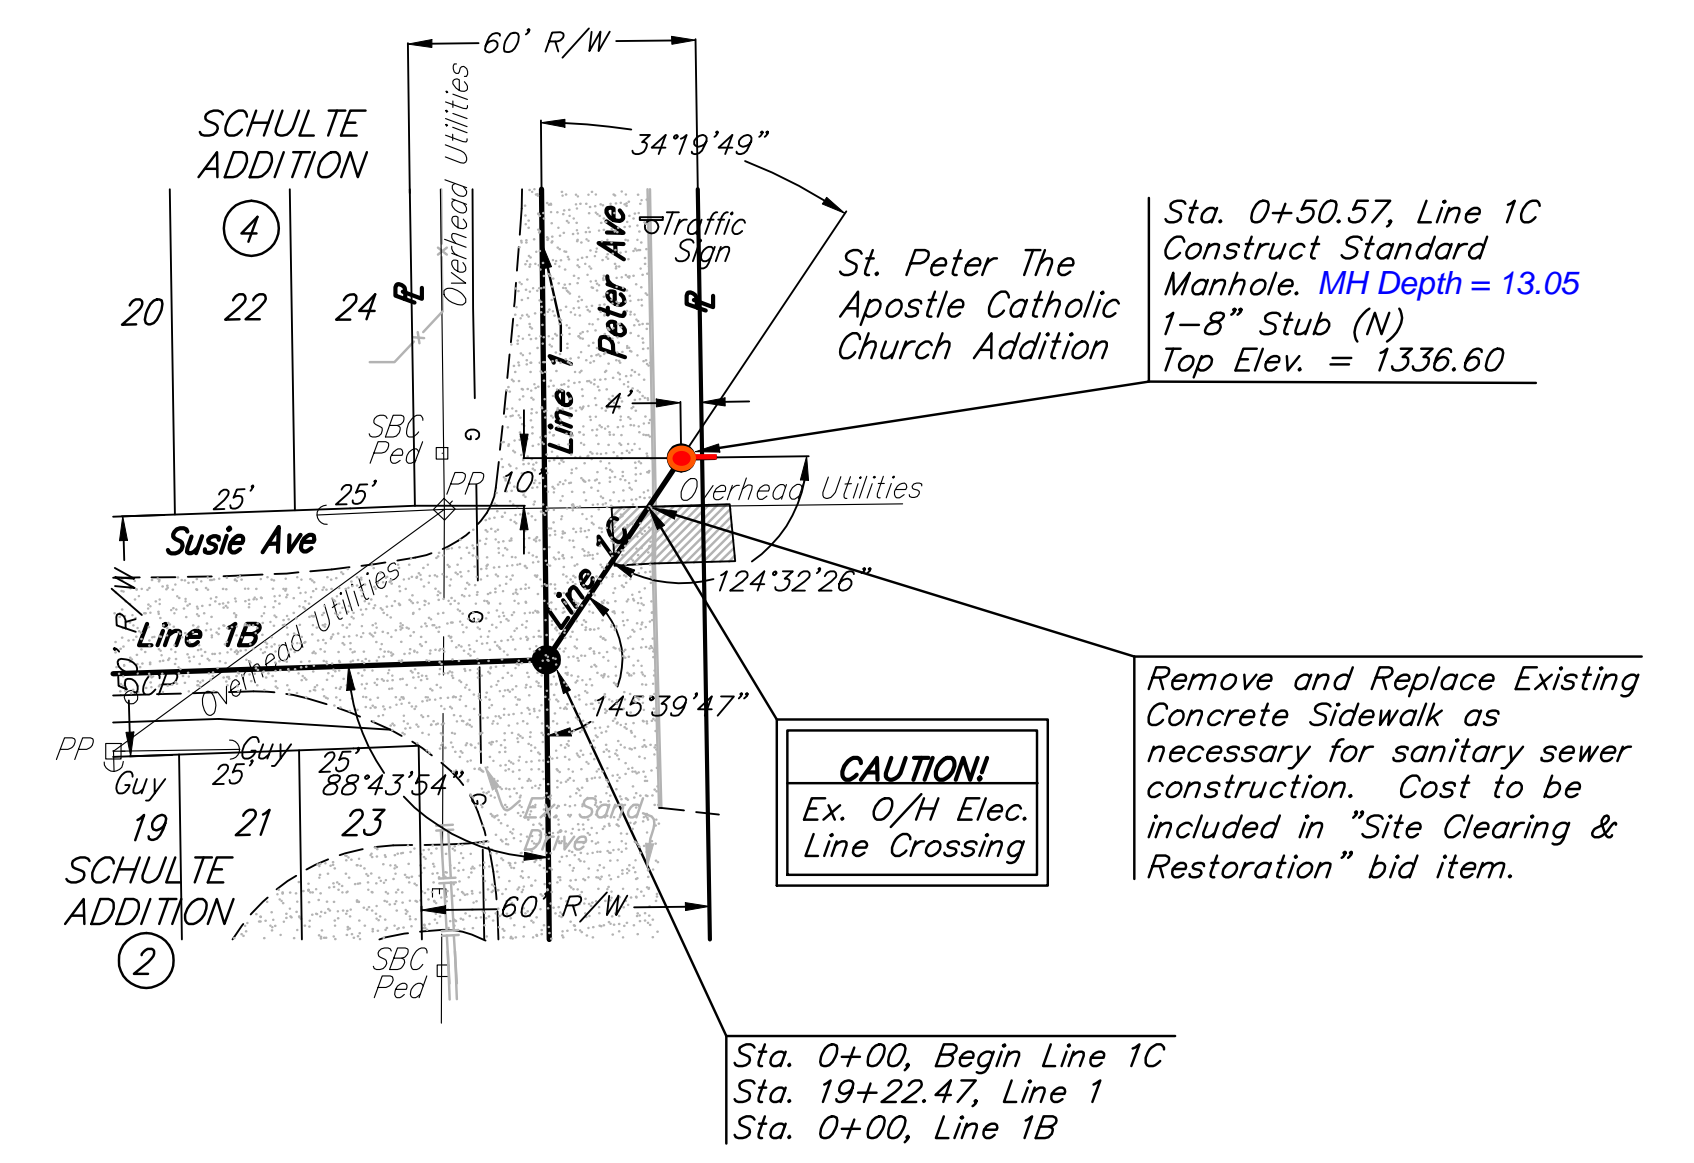 60' R/W
SCHULTE
ADDITION
4
Overhead Utilities
34°19'49"
Peter Ave
Traffic
Sign
20
22
24
PL
PL
Line 1
St. Peter The
Apostle Catholic
Church Addition
Sta. 0+50.57, Line 1C
Construct Standard
Manhole. MH Depth = 13.05
1-8" Stub (N)
Top Elev. = 1336.60
4'
SBC
Ped
G
PP
10'
Overhead Utilities
25'
25'
Susie Ave
Line 1C
124°32'26"
50' R/W
Overhead Utilities
G
Line 1B
SCP
145°39'47"
Remove and Replace Existing
Concrete Sidewalk as
necessary for sanitary sewer
construction. Cost to be
included in "Site Clearing &
Restoration" bid item.
PP
Guy
Guy
25'
25'
88°43'54"
G
Ex. Sand
Drive
CAUTION!
Ex. O/H Elec.
Line Crossing
19
21
23
SCHULTE
ADDITION
2
E
60' R/W
SBC
Ped
Sta. 0+00, Begin Line 1C
Sta. 19+22.47, Line 1
Sta. 0+00, Line 1B